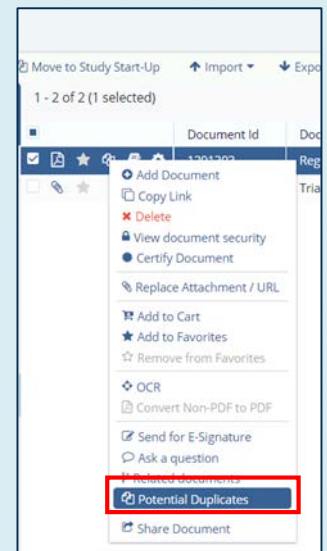 Move to Study Start-Up Import Expo
1 - 2 of 2 (1 selected)
Document Id Doc
1201203 Reg
Tria
Add Document
Copy Link
Delete
View document security
Certify Document
Replace Attachment / URL
Add to Cart
Add to Favorites
Remove from Favorites
OCR
Convert Non-PDF to PDF
Send for E-Signature
Ask a question
Related documents
Potential Duplicates
Share Document